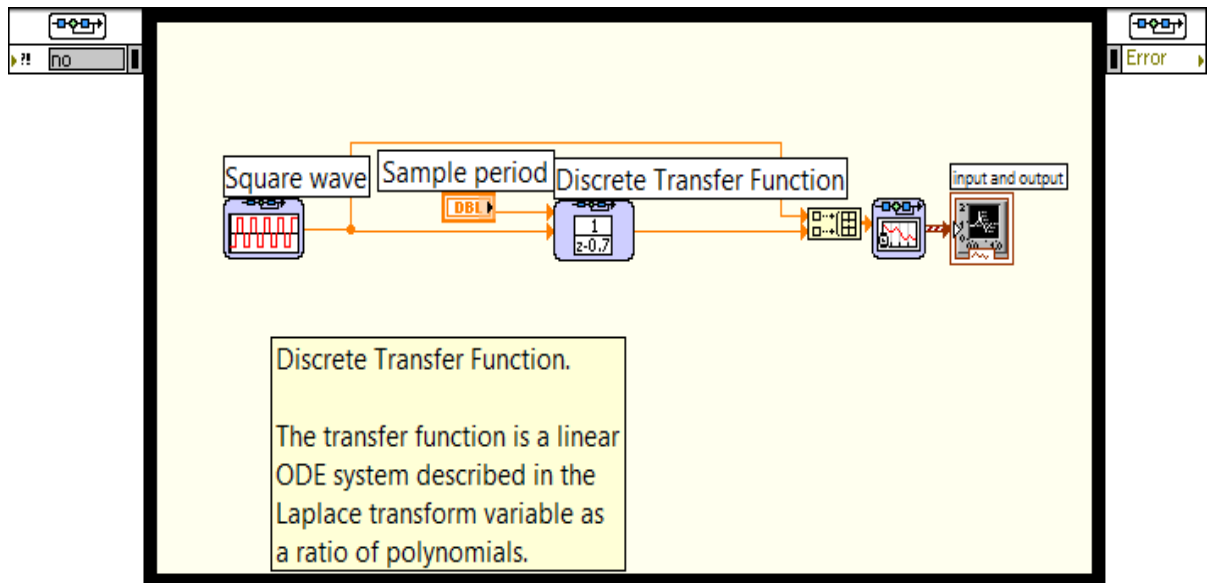 ?! no
Error
Square wave
Sample period
Discrete Transfer Function
input and output
DBL
1
z-0.7
Discrete Transfer Function.
The transfer function is a linear
ODE system described in the
Laplace transform variable as
a ratio of polynomials.